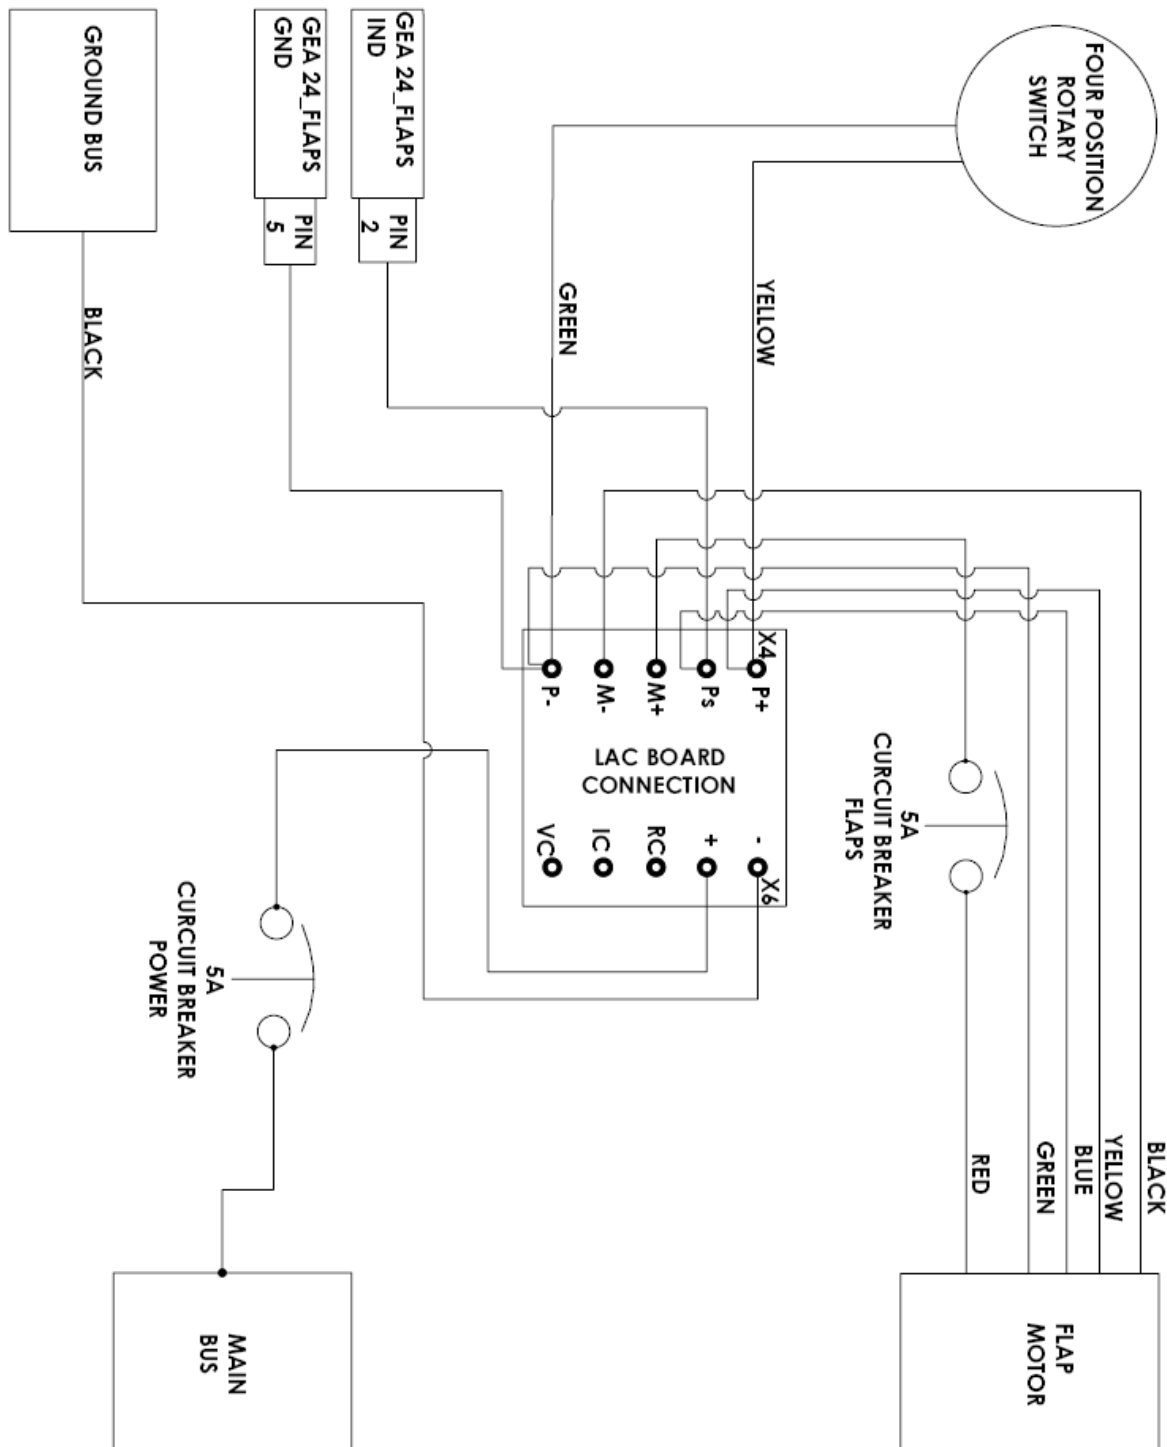 GROUND BUS
GEA 24_FLAPS
GND
PIN
5
GEA 24_FLAPS
IND
PIN
2
FOUR POSITION
ROTARY
SWITCH
BLACK
GREEN
YELLOW
X4
P-
M-
M+
Ps
P+
LAC BOARD
CONNECTION
VC
IC
RC
+
-
X6
5A
CURCUIT BREAKER
FLAPS
5A
CURCUIT BREAKER
POWER
RED
GREEN
BLUE
YELLOW
BLACK
MAIN
BUS
FLAP
MOTOR